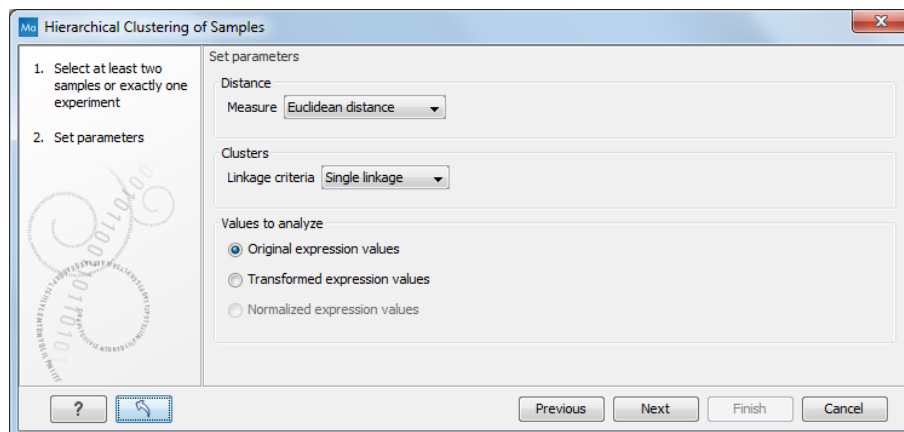 Ma Hierarchical Clustering of Samples
1. Select at least two
samples or exactly one
experiment
2. Set parameters
Set parameters
Distance
Measure Euclidean distance
Clusters
Linkage criteria Single linkage
Values to analyze
Original expression values
Transformed expression values
Normalized expression values
? Previous Next Finish Cancel